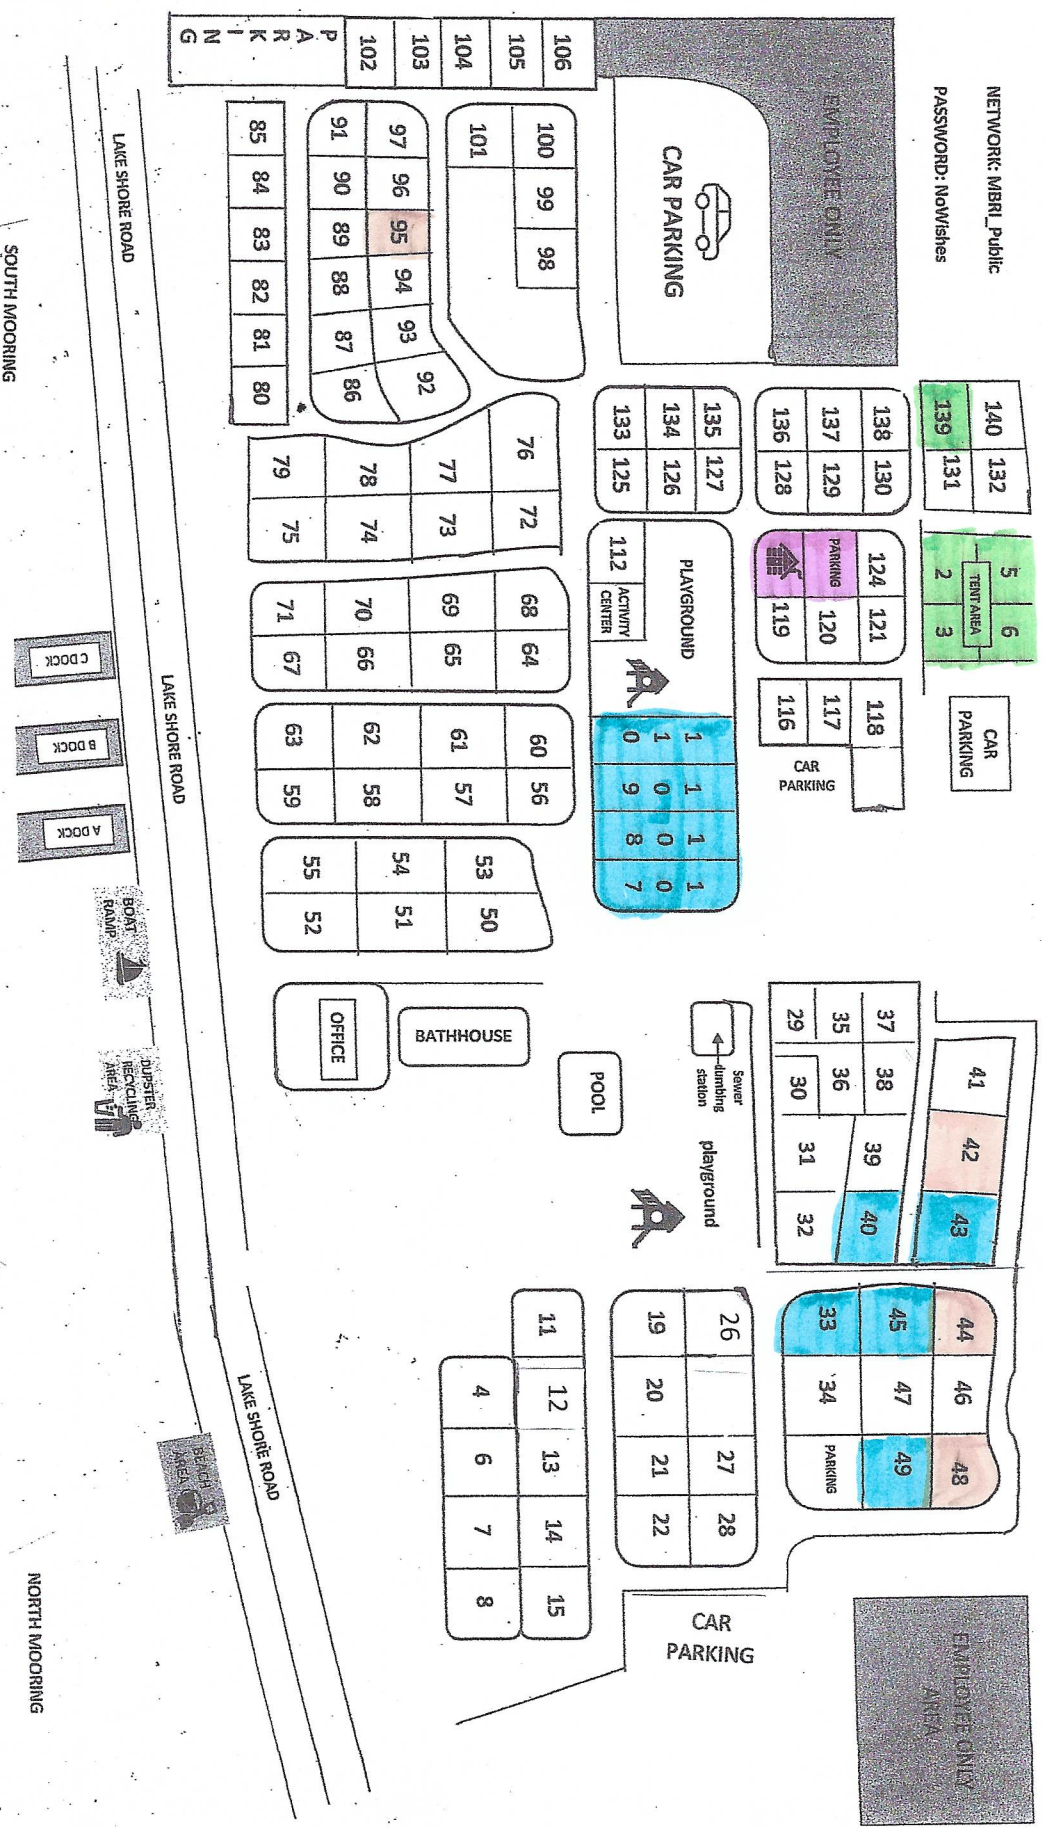 NETWORK: MBRI_Public
PASSWORD: NoWishes
EMPLOYEE ONLY
CAR PARKING
106
105
104
103
102
PARKING
100 99 98
101
97 96 95 94 93 92
91 90 89 88 87 86
85 84 83 82 81 80
140 132
139 131
138 130
137 129
136 128
135 127
134 126
133 125
5 6
TENT AREA
2 3
124 121
PARKING 120
119
CAR
PARKING
118
117
116
CAR
PARKING
PLAYGROUND
112
ACTIVITY
CENTER
110 109 108 107
76 72
77 73
78 74
79 75
68 64
69 65
70 66
71 67
60 56
61 57
62 58
63 59
53 50
54 51
55 52
OFFICE
BATHHOUSE
POOL
Sewer
dumbing
station
playground
41 42 43
37 38 39 40
35 36
29 30 31 32
44 46 48
45 47 49
33 34 PARKING
26 27 28
19 20 21 22
11 12 13 14 15
4 6 7 8
CAR
PARKING
EMPLOYEE ONLY
AREA
LAKE SHORE ROAD
LAKE SHORE ROAD
LAKE SHORE ROAD
C DOCK
B DOCK
A DOCK
BOAT
RAMP
DUPSTER
RECYCLING
AREA
BEACH
AREA
SOUTH MOORING
NORTH MOORING